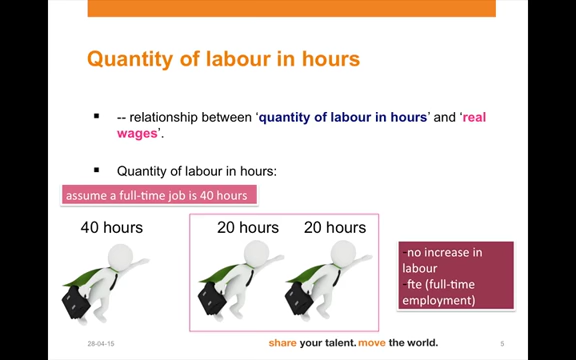 Quantity of labour in hours
-- relationship between ‘quantity of labour in hours’ and ‘real
wages’.
Quantity of labour in hours:
assume a full-time job is 40 hours
40 hours
20 hours
20 hours
-no increase in
labour
-fte (full-time
employment)
28-04-15
share your talent. move the world.
5